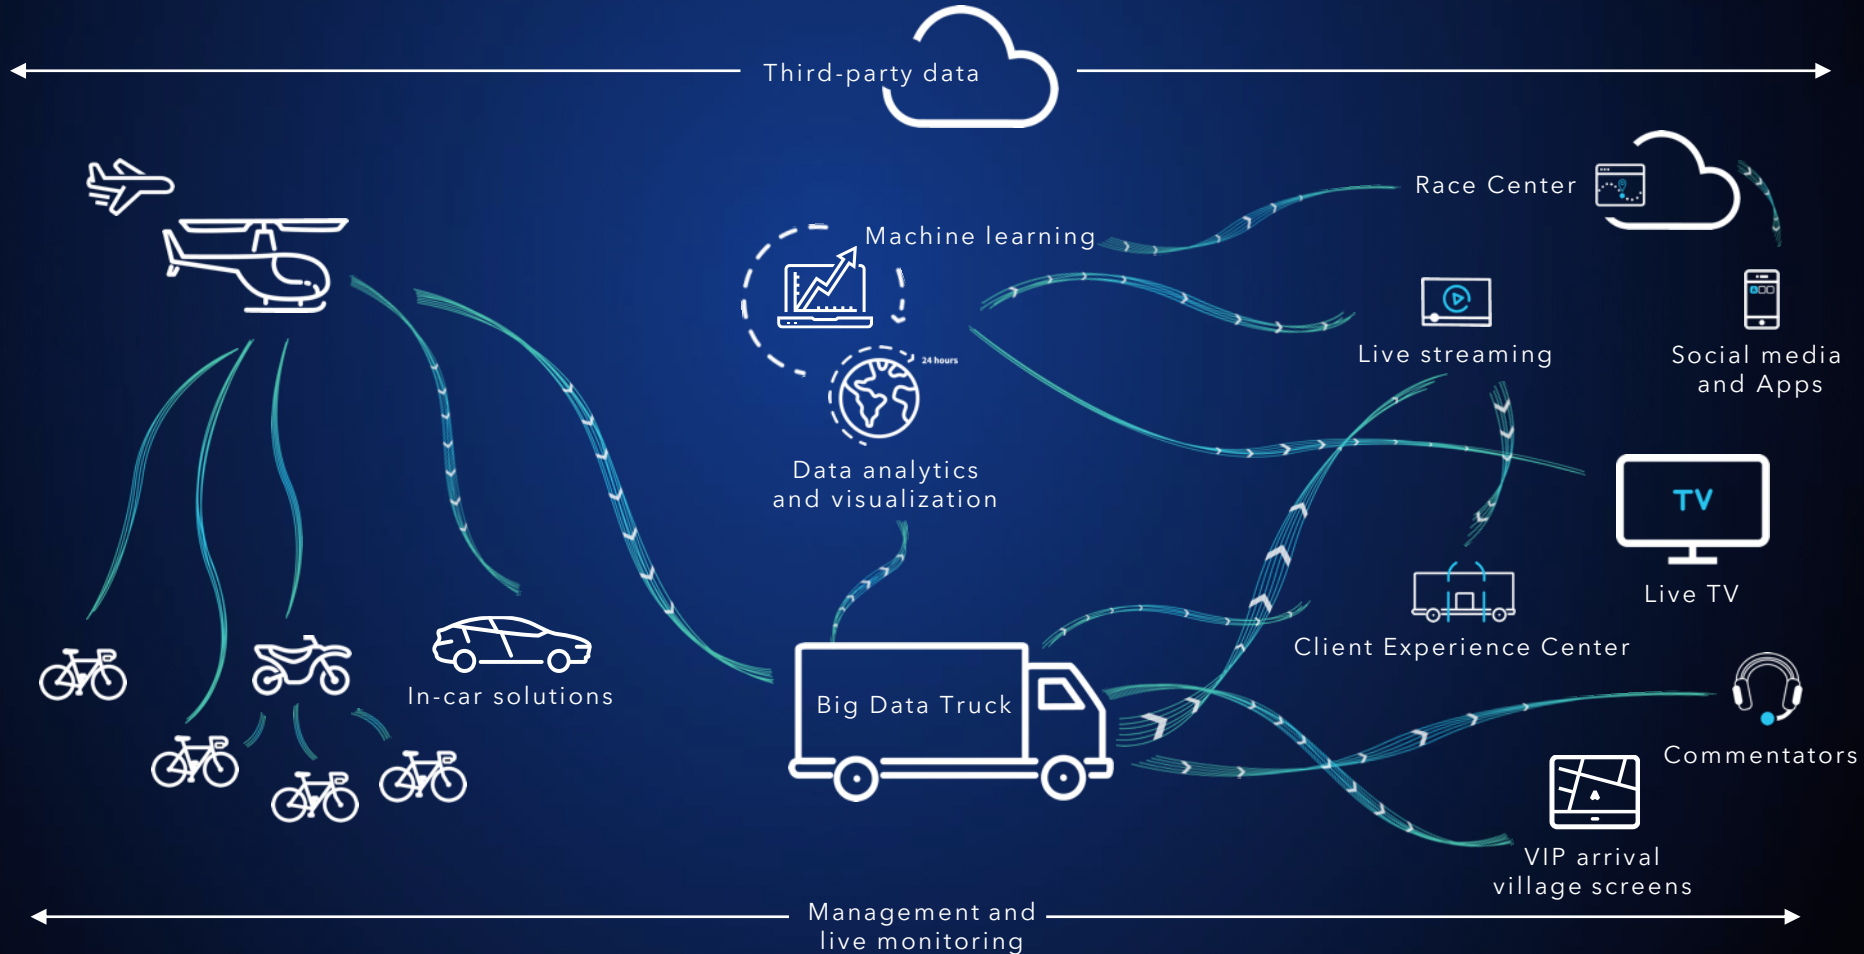 Third-party data
Race Center
Machine learning
Live streaming
Social media
and Apps
24 hours
Data analytics
and visualization
TV
Live TV
Client Experience Center
In-car solutions
Big Data Truck
Commentators
VIP arrival
village screens
Management and
live monitoring